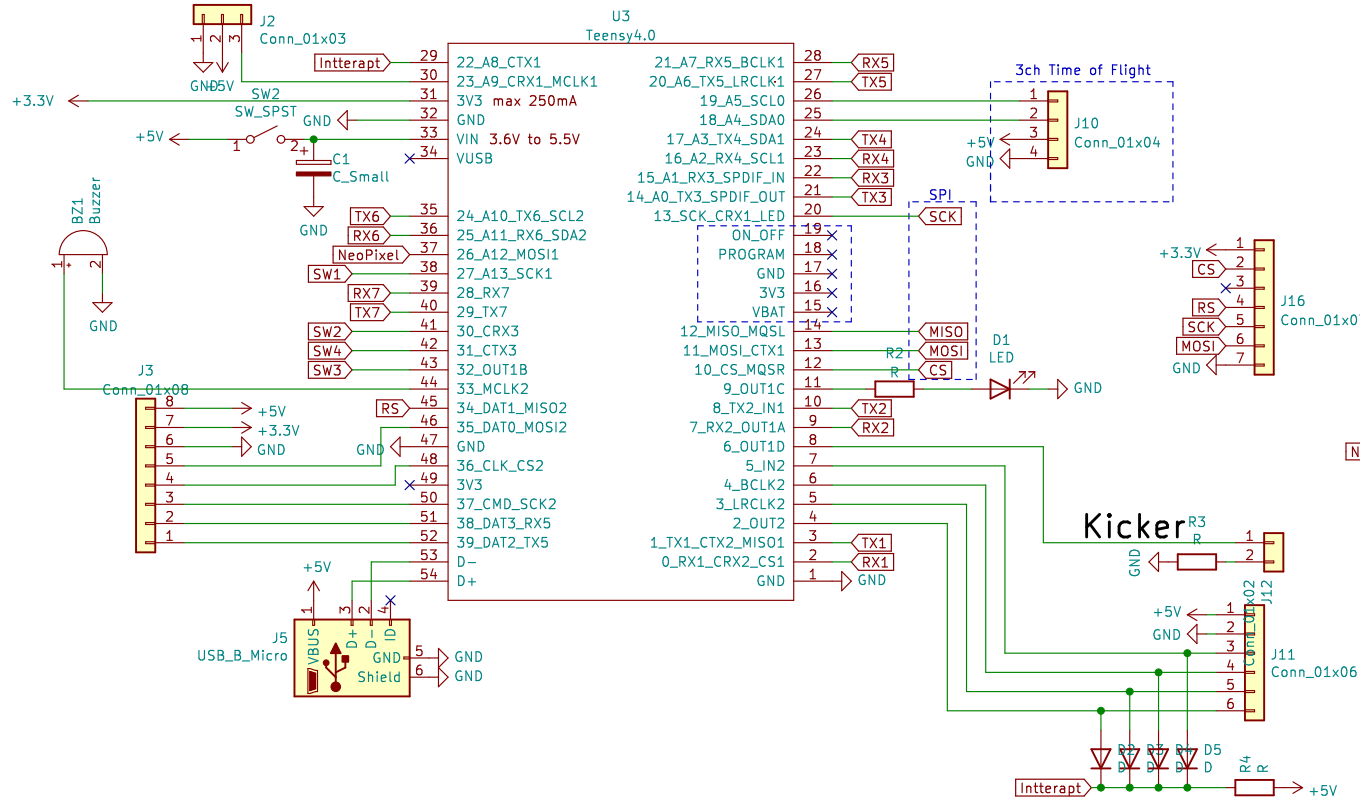 J2
Conn_01x03
1
2
3
GND
+5V
U3
Teensy4.0
Intterapt
29
22_A8_CTX1
30
23_A9_CRX1_MCLK1
+3.3V
31
3V3
max 250mA
GND
32
GND
SW2
SW_SPST
+5V
1
2
33
VIN
3.6V to 5.5V
34
VUSB
C1
C_Small
+
GND
TX6
35
24_A10_TX6_SCL2
RX6
36
25_A11_RX6_SDA2
NeoPixel
37
26_A12_MOSI1
SW1
38
27_A13_SCK1
RX7
39
28_RX7
TX7
40
29_TX7
SW2
41
30_CRX3
SW4
42
31_CTX3
SW3
43
32_OUT1B
44
33_MCLK2
RS
45
34_DAT1_MISO2
46
35_DAT0_MOSI2
GND
47
GND
48
36_CLK_CS2
49
3V3
50
37_CMD_SCK2
51
38_DAT3_RX5
52
39_DAT2_TX5
53
D-
54
D+
BZ1
Buzzer
1
+
2
GND
J3
Conn_01x08
8
+5V
7
+3.3V
6
GND
5
4
3
2
1
+5V
1
3
2
4
J5
USB_B_Micro
VBUS
D+
D-
ID
GND
5
GND
Shield
6
GND
21_A7_RX5_BCLK1
28
RX5
20_A6_TX5_LRCLK1
27
TX5
19_A5_SCL0
26
18_A4_SDA0
25
17_A3_TX4_SDA1
24
TX4
16_A2_RX4_SCL1
23
RX4
15_A1_RX3_SPDIF_IN
22
RX3
14_A0_TX3_SPDIF_OUT
21
TX3
13_SCK_CRX1_LED
20
SCK
SPI
ON_OFF
19
PROGRAM
18
GND
17
3V3
16
VBAT
15
12_MISO_MQSL
14
MISO
11_MOSI_CTX1
13
MOSI
10_CS_MQSR
12
CS
9_OUT1C
11
R2
R
D1
LED
GND
8_TX2_IN1
10
TX2
7_RX2_OUT1A
9
RX2
6_OUT1D
8
5_IN2
7
4_BCLK2
6
3_LRCLK2
5
2_OUT2
4
1_TX1_CTX2_MISO1
3
TX1
0_RX1_CRX2_CS1
2
RX1
GND
1
GND
3ch Time of Flight
1
2
+5V
3
GND
4
J10
Conn_01x04
+3.3V
1
CS
2
3
RS
4
SCK
5
MOSI
6
GND
7
J16
Conn_01x0
N
Kicker
R3
R
GND
1
2
J12
Conn_01x02
+5V
1
GND
2
3
4
5
6
J11
Conn_01x06
D2
D
D3
D
D4
D
D5
D
Intterapt
R4
R
+5V